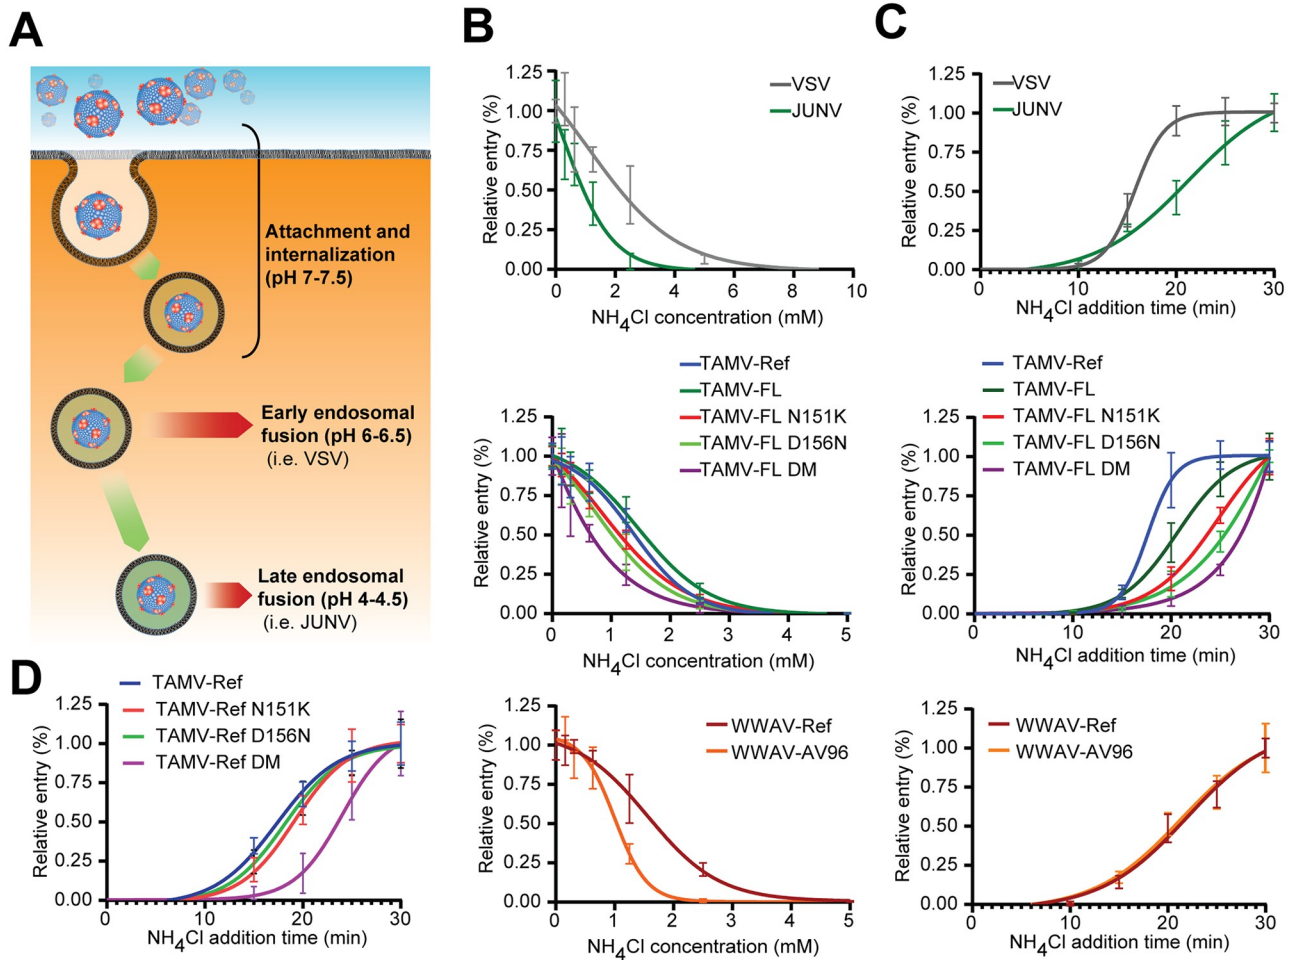 A
Attachment and
internalization
(pH 7-7.5)
Early endosomal
fusion (pH 6-6.5)
(i.e. VSV)
Late endosomal
fusion (pH 4-4.5)
(i.e. JUNV)
B
VSV
JUNV
Relative entry (%)
1.25
1.00
0.75
0.50
0.25
0.00
0 2 4 6 8 10
NH4Cl concentration (mM)
C
VSV
JUNV
Relative entry (%)
1.25
1.00
0.75
0.50
0.25
0.00
0 10 20 30
NH4Cl addition time (min)
TAMV-Ref
TAMV-FL
TAMV-FL N151K
TAMV-FL D156N
TAMV-FL DM
Relative entry (%)
1.25
1.00
0.75
0.50
0.25
0.00
0 1 2 3 4 5
NH4Cl concentration (mM)
TAMV-Ref
TAMV-FL
TAMV-FL N151K
TAMV-FL D156N
TAMV-FL DM
Relative entry (%)
1.25
1.00
0.75
0.50
0.25
0.00
0 10 20 30
NH4Cl addition time (min)
D
TAMV-Ref
TAMV-Ref N151K
TAMV-Ref D156N
TAMV-Ref DM
Relative entry (%)
1.25
1.00
0.75
0.50
0.25
0.00
0 10 20 30
NH4Cl addition time (min)
WWAV-Ref
WWAV-AV96
Relative entry (%)
1.25
1.00
0.75
0.50
0.25
0.00
0 1 2 3 4 5
NH4Cl concentration (mM)
WWAV-Ref
WWAV-AV96
Relative entry (%)
1.25
1.00
0.75
0.50
0.25
0.00
0 10 20 30
NH4Cl addition time (min)